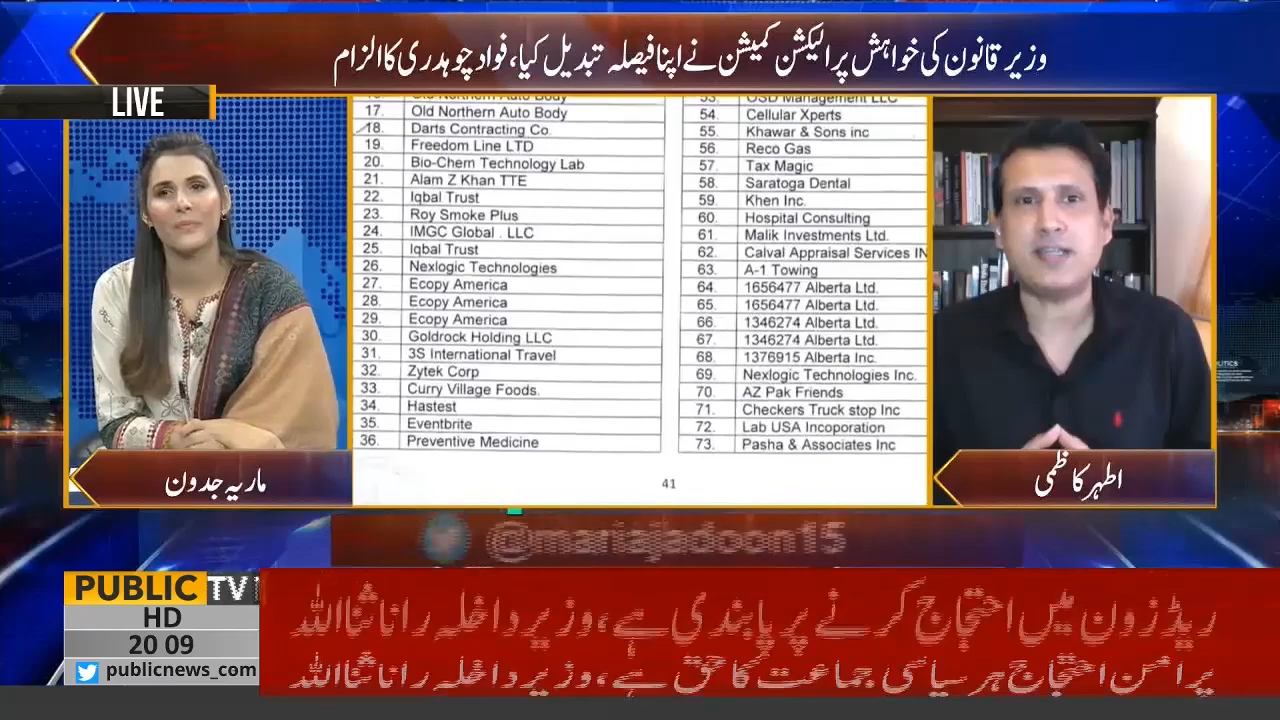 وزیر قانون کی خواہش پر الیکشن کمیشن نے اپنا فیصلہ تبدیل کیا، فواد چوہدری کا الزام
LIVE
Old Northern Auto Body
17. Old Northern Auto Body
18. Darts Contracting Co.
19. Freedom Line LTD
20. Bio-Chem Technology Lab
21. Alam Z Khan TTE
22. Iqbal Trust
23. Roy Smoke Plus
24. IMGC Global . LLC
25. Iqbal Trust
26. Nexlogic Technologies
27. Ecopy America
28. Ecopy America
29. Ecopy America
30. Goldrock Holding LLC
31. 3S International Travel
32. Zytek Corp
33. Curry Village Foods.
34. Hastest
35. Eventbrite
36. Preventive Medicine
53. USD Management LLC
54. Cellular Xperts
55. Khawar & Sons inc
56. Reco Gas
57. Tax Magic
58. Saratoga Dental
59. Khen Inc.
60. Hospital Consulting
61. Malik Investments Ltd.
62. Calval Appraisal Services IN
63. A-1 Towing
64. 1656477 Alberta Ltd.
65. 1656477 Alberta Ltd.
66. 1346274 Alberta Ltd.
67. 1346274 Alberta Ltd.
68. 1376915 Alberta Inc.
69. Nexlogic Technologies Inc.
70. AZ Pak Friends
71. Checkers Truck stop Inc
72. Lab USA Incoporation
73. Pasha & Associates Inc
41
ماریہ جدون
اطہر کاظمی
@mariajadoon15
PUBLIC TV
HD
20 09
publicnews_com
ریڈ زون میں احتجاج کرنے پر پابندی ہے، وزیر داخلہ رانا ثنااللہ
پرامن احتجاج ہر سیاسی جماعت کا حق ہے، وزیر داخلہ رانا ثنااللہ